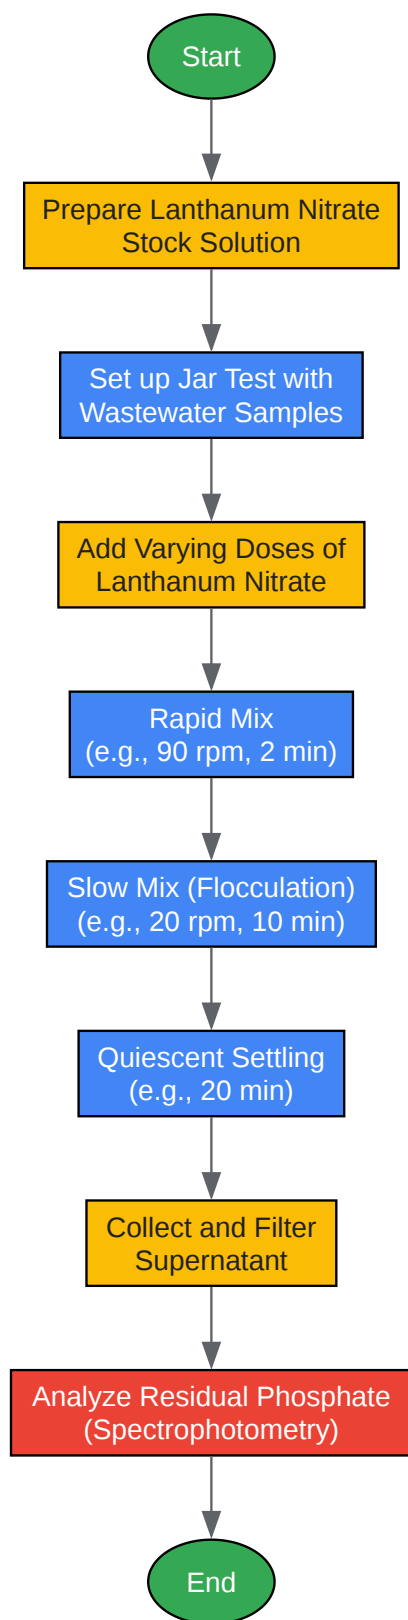 Start
Prepare Lanthanum Nitrate
Stock Solution
Set up Jar Test with
Wastewater Samples
Add Varying Doses of
Lanthanum Nitrate
Rapid Mix
(e.g., 90 rpm, 2 min)
Slow Mix (Flocculation)
(e.g., 20 rpm, 10 min)
Quiescent Settling
(e.g., 20 min)
Collect and Filter
Supernatant
Analyze Residual Phosphate
(Spectrophotometry)
End